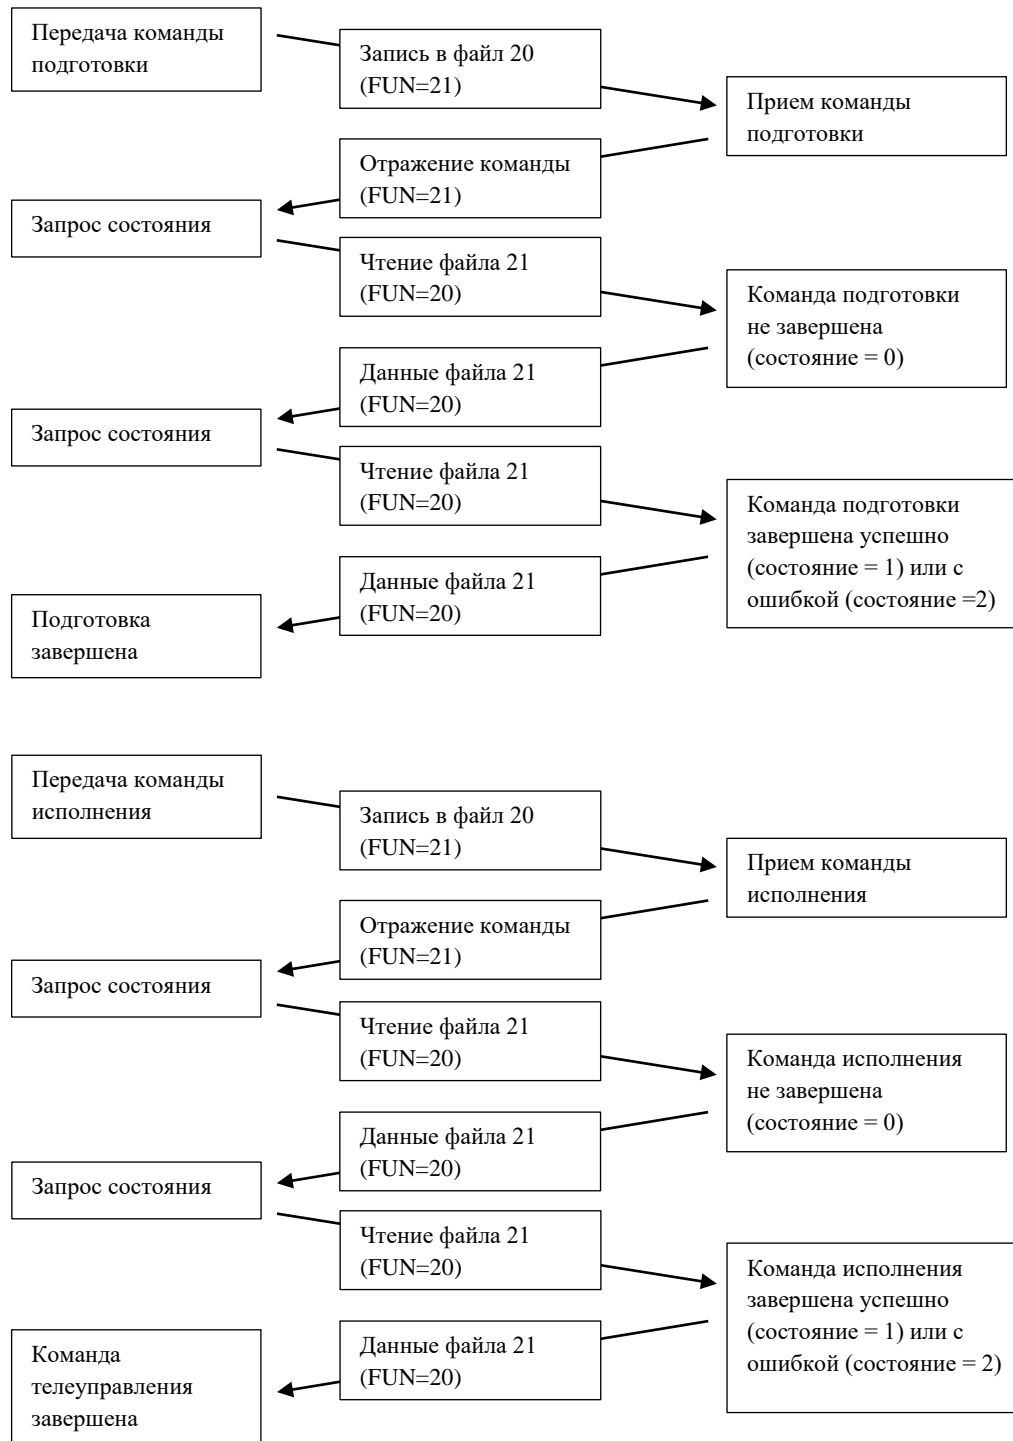 Передача команды
подготовки
Запись в файл 20
(FUN=21)
Прием команды
подготовки
Отражение команды
(FUN=21)
Запрос состояния
Чтение файла 21
(FUN=20)
Команда подготовки
не завершена
(состояние = 0)
Данные файла 21
(FUN=20)
Запрос состояния
Чтение файла 21
(FUN=20)
Команда подготовки
завершена успешно
(состояние = 1) или с
ошибкой (состояние =2)
Данные файла 21
(FUN=20)
Подготовка
завершена
Передача команды
исполнения
Запись в файл 20
(FUN=21)
Прием команды
исполнения
Отражение команды
(FUN=21)
Запрос состояния
Чтение файла 21
(FUN=20)
Команда исполнения
не завершена
(состояние = 0)
Данные файла 21
(FUN=20)
Запрос состояния
Чтение файла 21
(FUN=20)
Команда исполнения
завершена успешно
(состояние = 1) или с
ошибкой (состояние = 2)
Данные файла 21
(FUN=20)
Команда
телеуправления
завершена